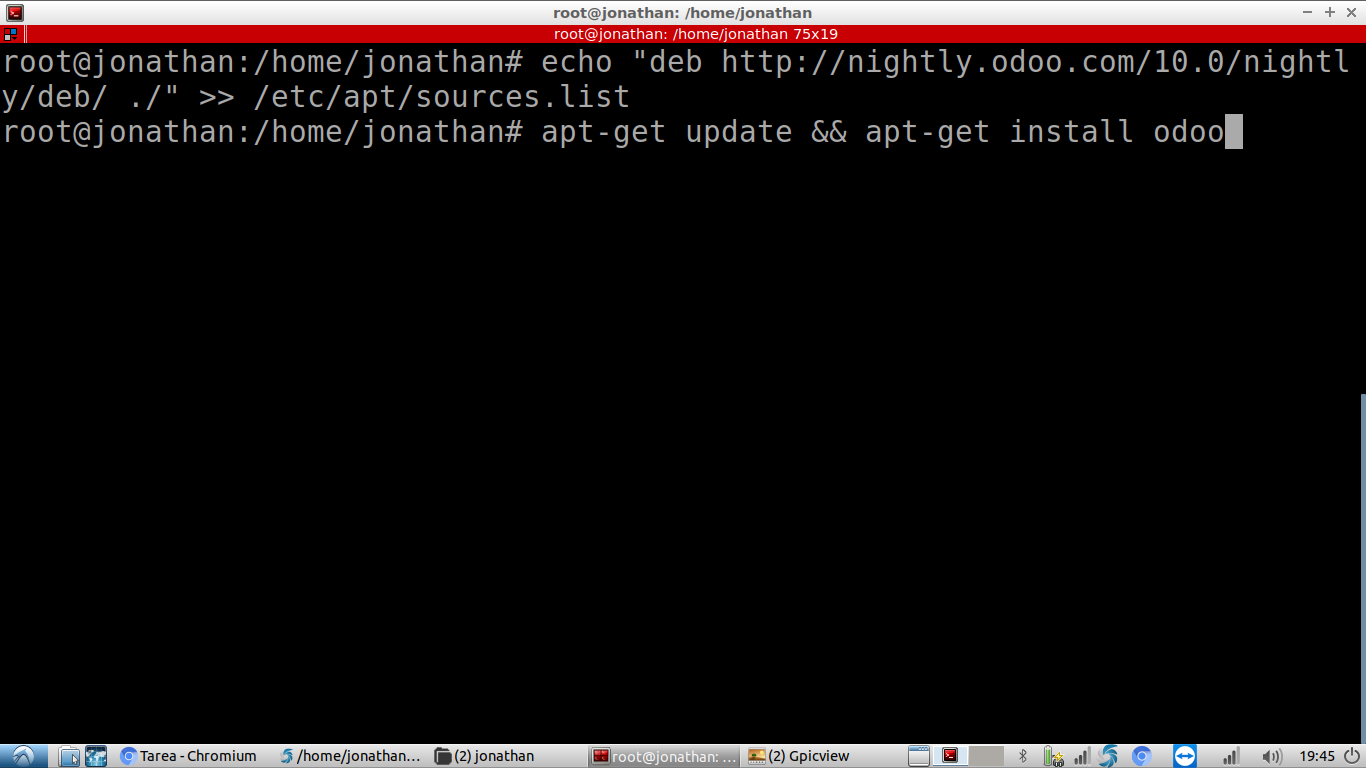 root@jonathan: /home/jonathan
root@jonathan: /home/jonathan 75x19
root@jonathan:/home/jonathan# echo "deb http://nightly.odoo.com/10.0/nightl
y/deb/ ./" >> /etc/apt/sources.list
root@jonathan:/home/jonathan# apt-get update && apt-get install odoo
Tarea - Chromium
/home/jonathan...
(2) jonathan
root@jonathan: ...
(2) Gpicview
19:45